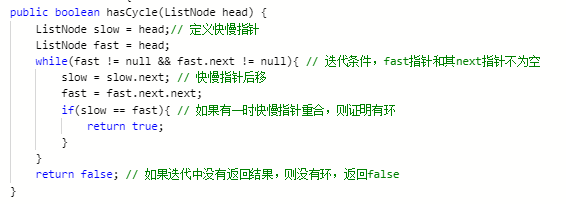 public boolean hasCycle(ListNode head) {
    ListNode slow = head;// 定义快慢指针
    ListNode fast = head;
    while(fast != null && fast.next != null){ // 迭代条件，fast指针和其next指针不为空
        slow = slow.next; // 快慢指针后移
        fast = fast.next.next;
        if(slow == fast){ // 如果有一时快慢指针重合，则证明有环
            return true;
        }
    }
    return false; // 如果迭代中没有返回结果，则没有环，返回false
}